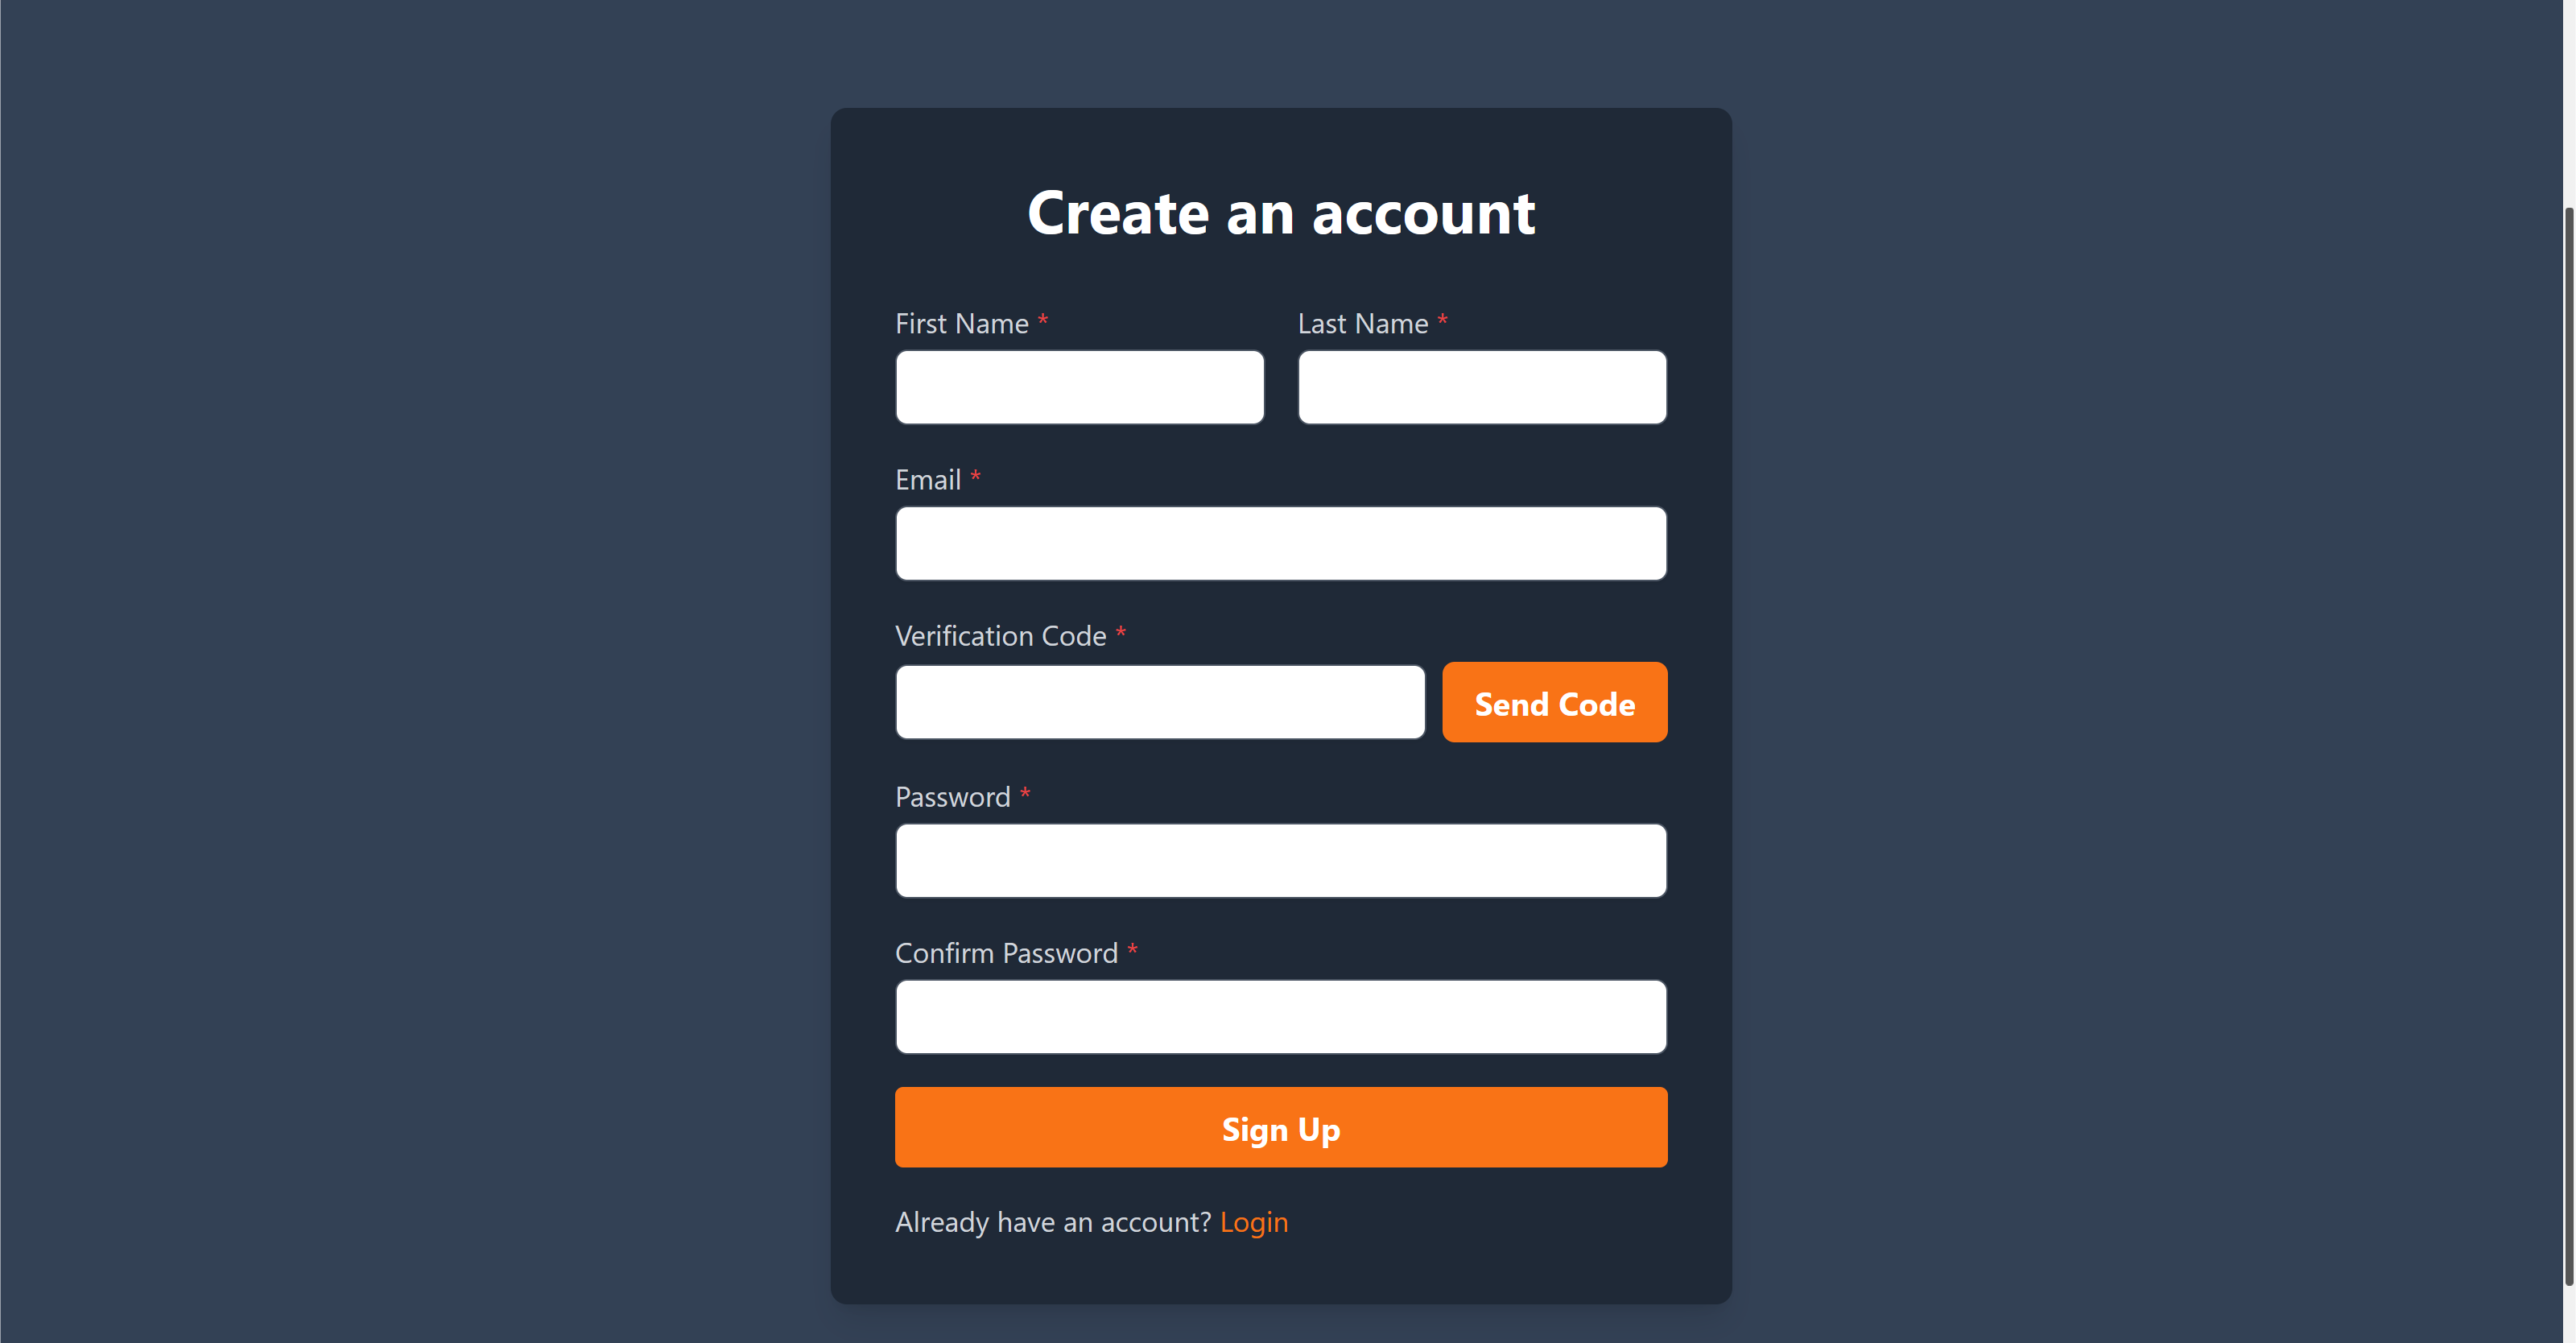 Create an account
First Name * Last Name *
Email *
Verification Code *
Send Code
Password *
Confirm Password *
Sign Up
Already have an account? Login